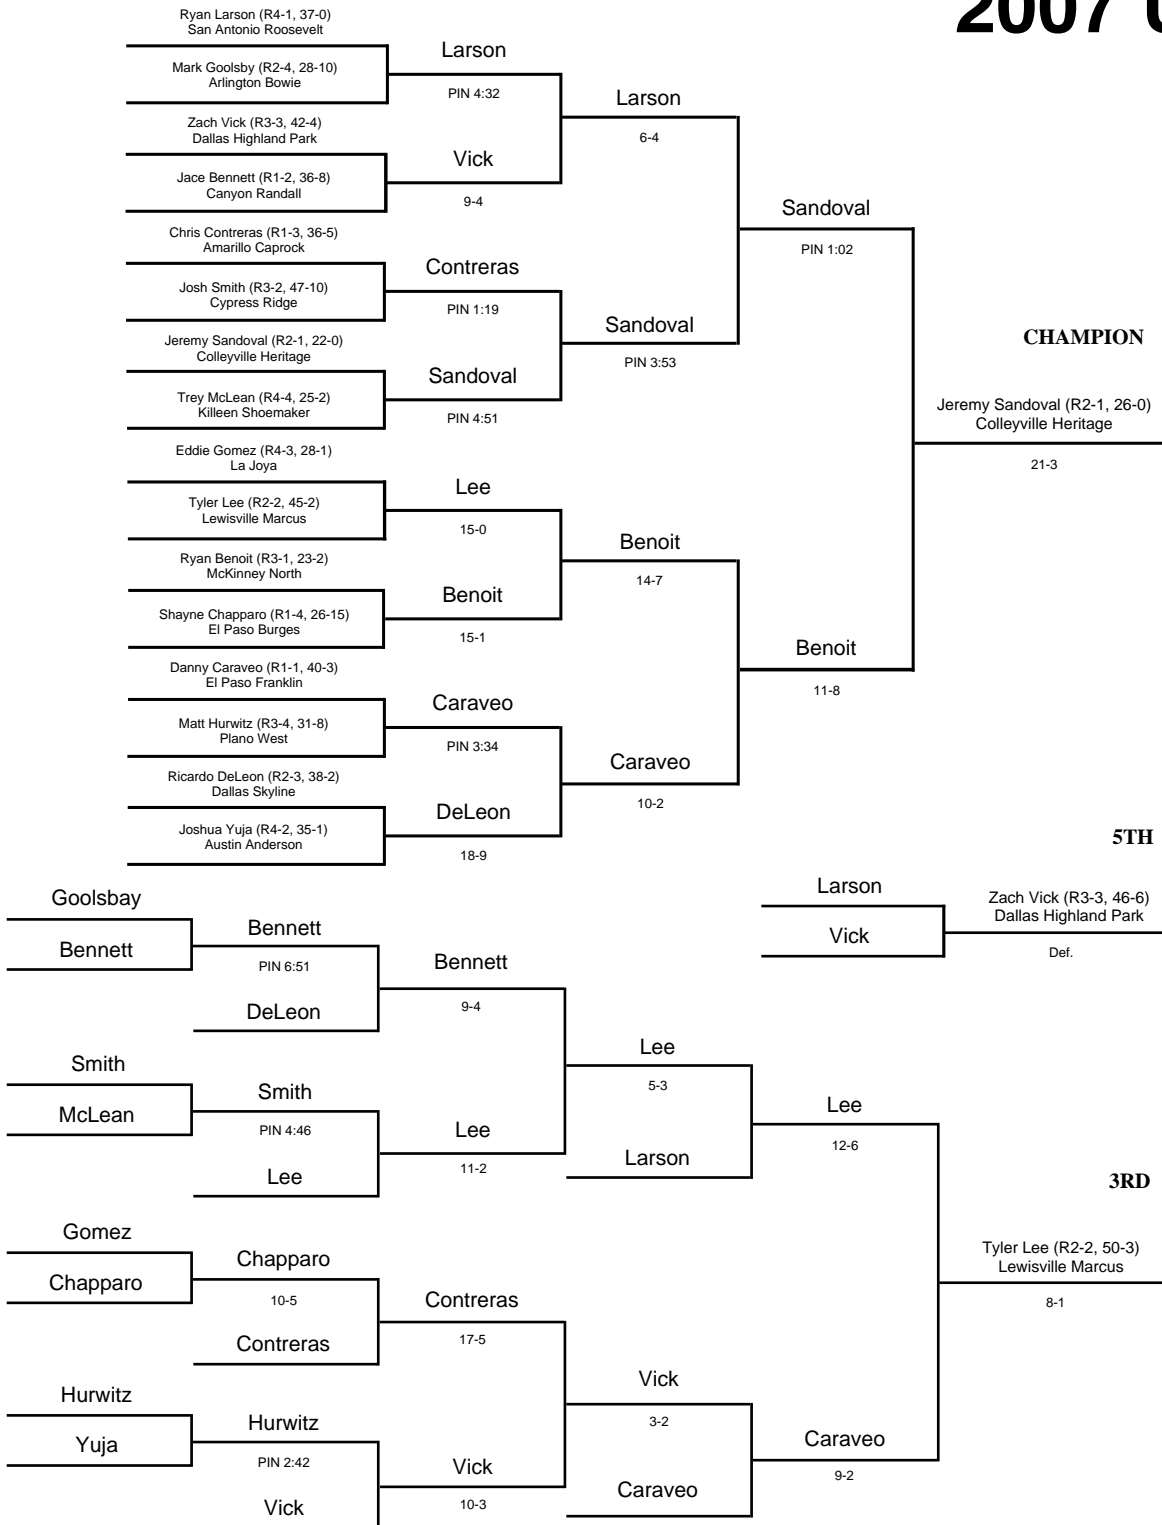 2007 U
Ryan Larson (R4-1, 37-0)
San Antonio Roosevelt
Larson
Mark Goolsby (R2-4, 28-10)
Arlington Bowie
PIN 4:32
Larson
Zach Vick (R3-3, 42-4)
Dallas Highland Park
6-4
Vick
Jace Bennett (R1-2, 36-8)
Canyon Randall
9-4
Sandoval
Chris Contreras (R1-3, 36-5)
Amarillo Caprock
PIN 1:02
Contreras
Josh Smith (R3-2, 47-10)
Cypress Ridge
PIN 1:19
Sandoval
Jeremy Sandoval (R2-1, 22-0)
Colleyville Heritage
PIN 3:53
CHAMPION
Sandoval
Trey McLean (R4-4, 25-2)
Killeen Shoemaker
PIN 4:51
Jeremy Sandoval (R2-1, 26-0)
Colleyville Heritage
21-3
Eddie Gomez (R4-3, 28-1)
La Joya
Lee
Tyler Lee (R2-2, 45-2)
Lewisville Marcus
15-0
Benoit
Ryan Benoit (R3-1, 23-2)
McKinney North
14-7
Benoit
Shayne Chapparo (R1-4, 26-15)
El Paso Burges
15-1
Benoit
Danny Caraveo (R1-1, 40-3)
El Paso Franklin
11-8
Caraveo
Matt Hurwitz (R3-4, 31-8)
Plano West
PIN 3:34
Caraveo
Ricardo DeLeon (R2-3, 38-2)
Dallas Skyline
10-2
DeLeon
Joshua Yuja (R4-2, 35-1)
Austin Anderson
18-9
5TH
Larson
Vick
Zach Vick (R3-3, 46-6)
Dallas Highland Park
Def.
Goolsbay
Bennett
Bennett
PIN 6:51
DeLeon
Bennett
9-4
Smith
McLean
Smith
PIN 4:46
Lee
Lee
11-2
Lee
5-3
Larson
Lee
12-6
3RD
Tyler Lee (R2-2, 50-3)
Lewisville Marcus
8-1
Gomez
Chapparo
Chapparo
10-5
Contreras
Contreras
17-5
Hurwitz
Yuja
Hurwitz
PIN 2:42
Vick
Vick
10-3
Vick
3-2
Caraveo
Caraveo
9-2